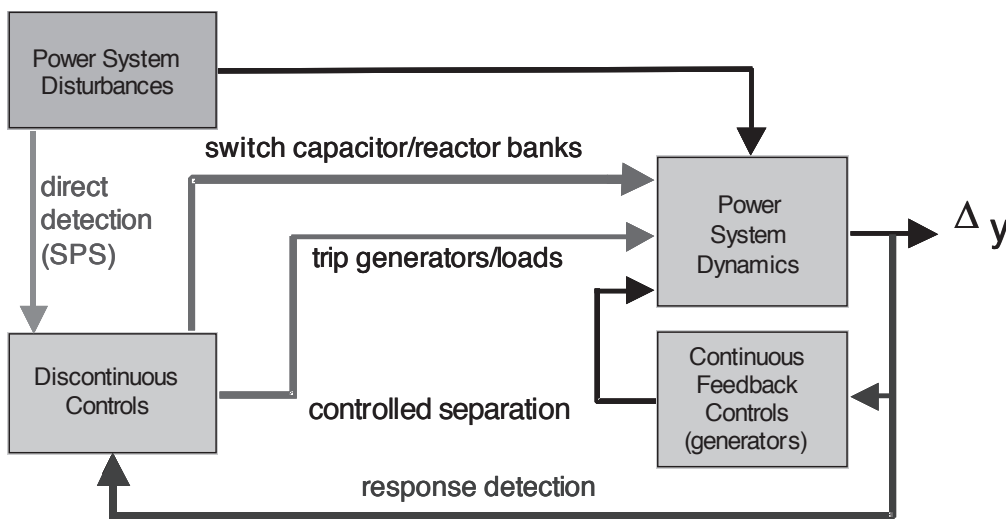 Power System
Disturbances
switch capacitor/reactor banks
direct
detection
(SPS)
trip generators/loads
Power
System
Dynamics
Δ y
Discontinuous
Controls
controlled separation
Continuous
Feedback
Controls
(generators)
response detection